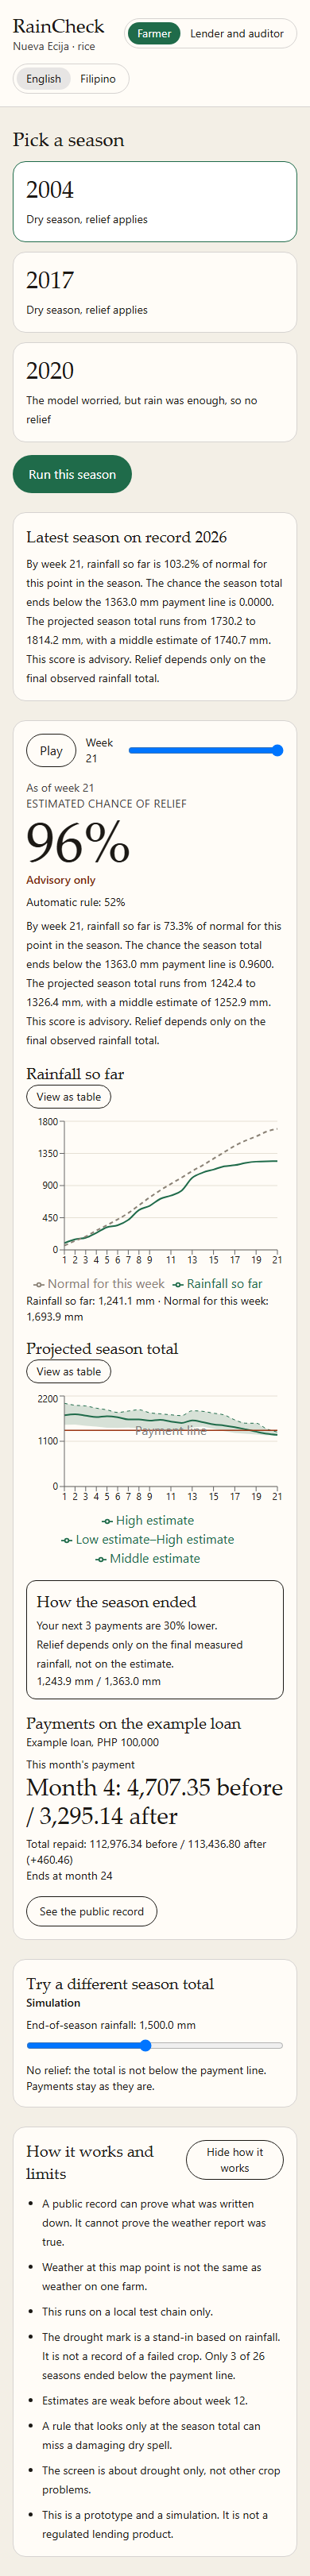 RainCheck
Nueva Ecija · rice
Farmer
Lender and auditor
English
Filipino
Pick a season
2004
Dry season, relief applies
2017
Dry season, relief applies
2020
The model worried, but rain was enough, so no
relief
Run this season
Latest season on record 2026
By week 21, rainfall so far is 103.2% of normal for
this point in the season. The chance the season total
ends below the 1363.0 mm payment line is 0.0000.
The projected season total runs from 1730.2 to
1814.2 mm, with a middle estimate of 1740.7 mm.
This score is advisory. Relief depends only on the
final observed rainfall total.
Play
Week
21
As of week 21
ESTIMATED CHANCE OF RELIEF
96%
Advisory only
Automatic rule: 52%
By week 21, rainfall so far is 73.3% of normal for this
point in the season. The chance the season total
ends below the 1363.0 mm payment line is 0.9600.
The projected season total runs from 1242.4 to
1326.4 mm, with a middle estimate of 1252.9 mm.
This score is advisory. Relief depends only on the
final observed rainfall total.
Rainfall so far
View as table
1800
1350
900
450
0
1 2 3 4 5 6 7 8 9 11 13 15 17 19 21
Normal for this week
Rainfall so far
Rainfall so far: 1,241.1 mm · Normal for this week:
1,693.9 mm
Projected season total
View as table
2200
1100
0
Payment line
1 2 3 4 5 6 7 8 9 11 13 15 17 19 21
High estimate
Low estimate–High estimate
Middle estimate
How the season ended
Your next 3 payments are 30% lower.
Relief depends only on the final measured
rainfall, not on the estimate.
1,243.9 mm / 1,363.0 mm
Payments on the example loan
Example loan, PHP 100,000
This month's payment
Month 4: 4,707.35 before
/ 3,295.14 after
Total repaid: 112,976.34 before / 113,436.80 after
(+460.46)
Ends at month 24
See the public record
Try a different season total
Simulation
End-of-season rainfall: 1,500.0 mm
No relief: the total is not below the payment line.
Payments stay as they are.
How it works and
limits
Hide how it
works
• A public record can prove what was written
down. It cannot prove the weather report was
true.
• Weather at this map point is not the same as
weather on one farm.
• This runs on a local test chain only.
• The drought mark is a stand-in based on rainfall.
It is not a record of a failed crop. Only 3 of 26
seasons ended below the payment line.
• Estimates are weak before about week 12.
• A rule that looks only at the season total can
miss a damaging dry spell.
• The screen is about drought only, not other crop
problems.
• This is a prototype and a simulation. It is not a
regulated lending product.